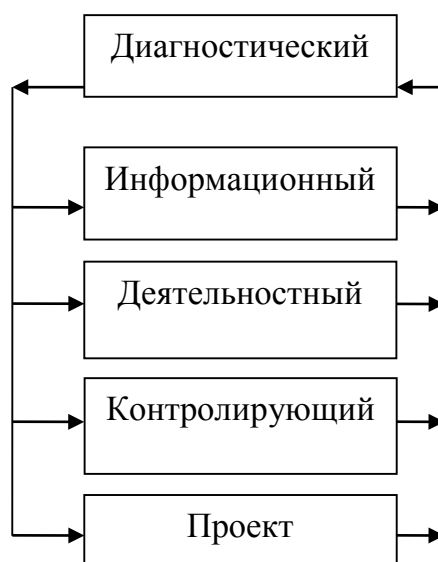 Диагностический
Информационный
Деятельностный
Контролирующий
Проект